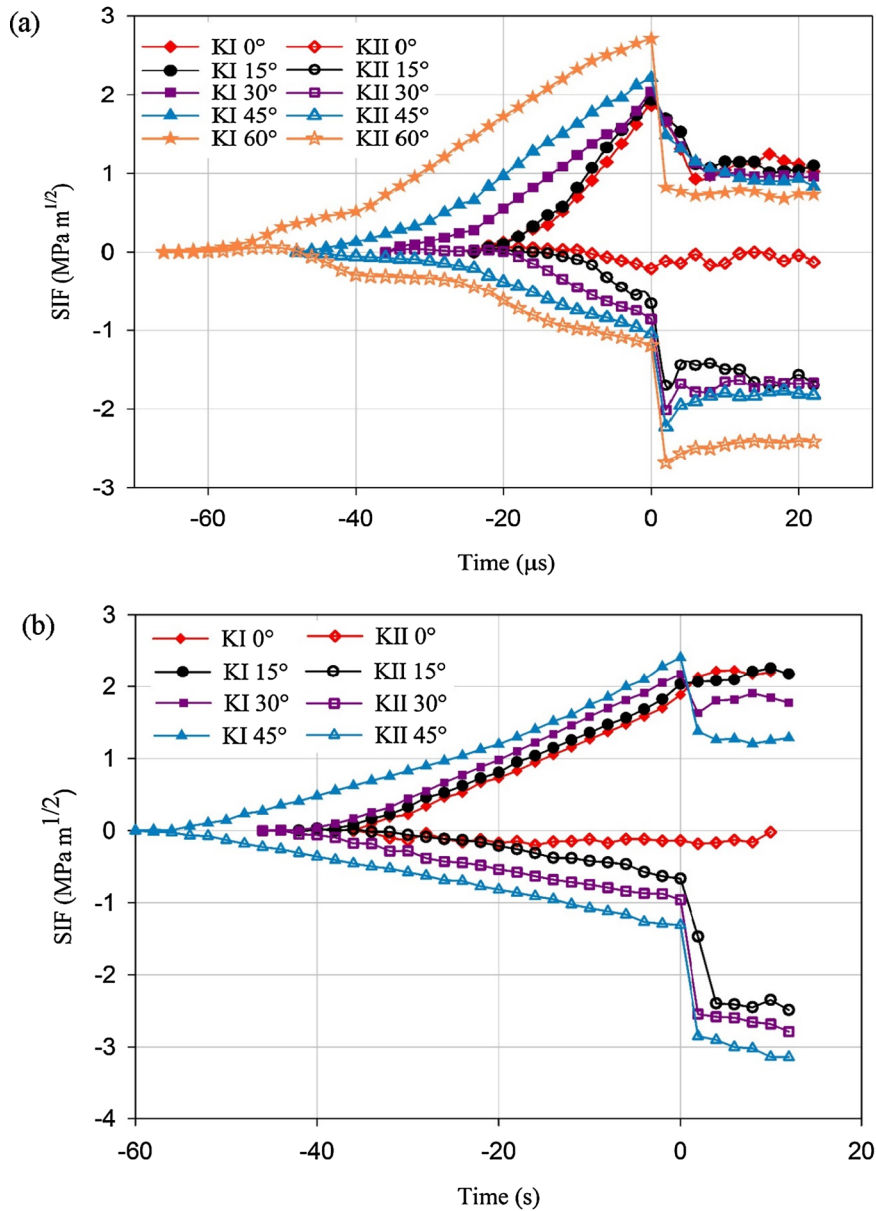 (a)
SIF (MPa m1/2)
3
2
1
0
-1
-2
-3
KI 0° KII 0°
KI 15° KII 15°
KI 30° KII 30°
KI 45° KII 45°
KI 60° KII 60°
-60 -40 -20 0 20
Time (µs)
(b)
SIF (MPa m1/2)
3
2
1
0
-1
-2
-3
-4
KI 0° KII 0°
KI 15° KII 15°
KI 30° KII 30°
KI 45° KII 45°
-60 -40 -20 0 20
Time (s)